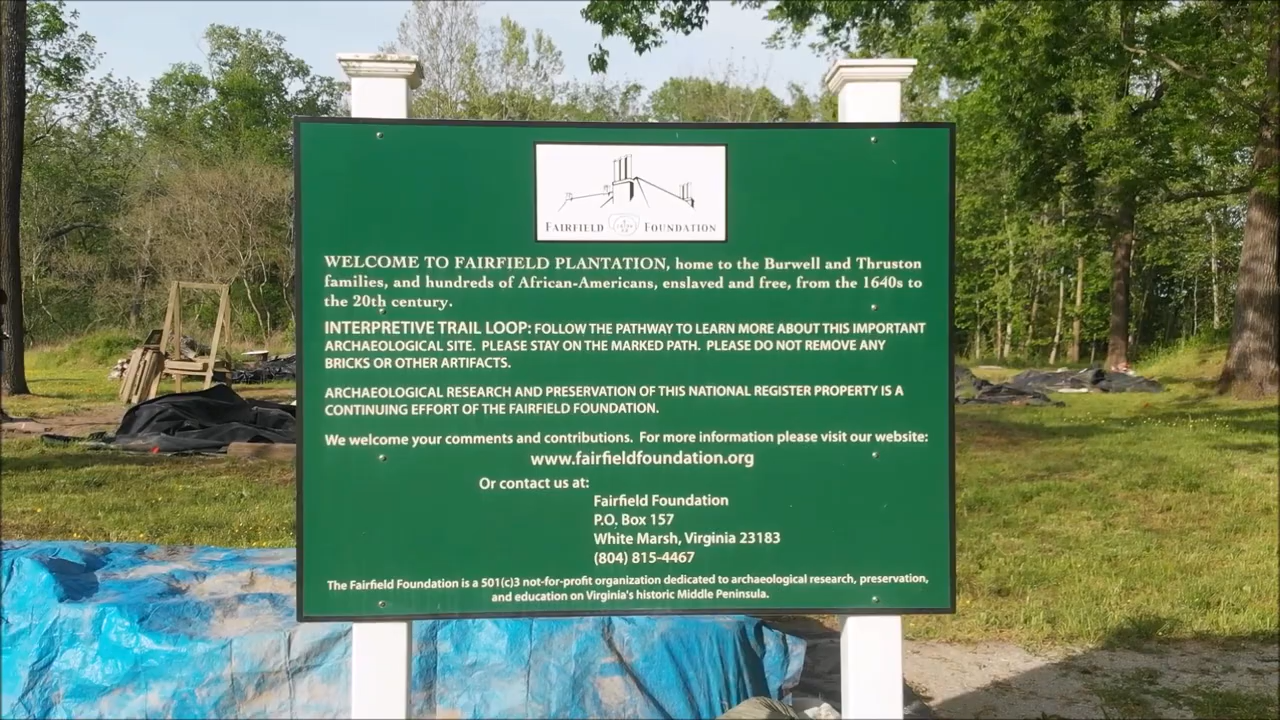 FAIRFIELD FOUNDATION
WELCOME TO FAIRFIELD PLANTATION, home to the Burwell and Thruston
families, and hundreds of African-Americans, enslaved and free, from the 1640s to
the 20th century.
INTERPRETIVE TRAIL LOOP: FOLLOW THE PATHWAY TO LEARN MORE ABOUT THIS IMPORTANT
ARCHAEOLOGICAL SITE. PLEASE STAY ON THE MARKED PATH. PLEASE DO NOT REMOVE ANY
BRICKS OR OTHER ARTIFACTS.
ARCHAEOLOGICAL RESEARCH AND PRESERVATION OF THIS NATIONAL REGISTER PROPERTY IS A
CONTINUING EFFORT OF THE FAIRFIELD FOUNDATION.
We welcome your comments and contributions. For more information please visit our website:
www.fairfieldfoundation.org
Or contact us at:
Fairfield Foundation
P.O. Box 157
White Marsh, Virginia 23183
(804) 815-4467
The Fairfield Foundation is a 501(c)3 not-for-profit organization dedicated to archaeological research, preservation,
and education on Virginia's historic Middle Peninsula.